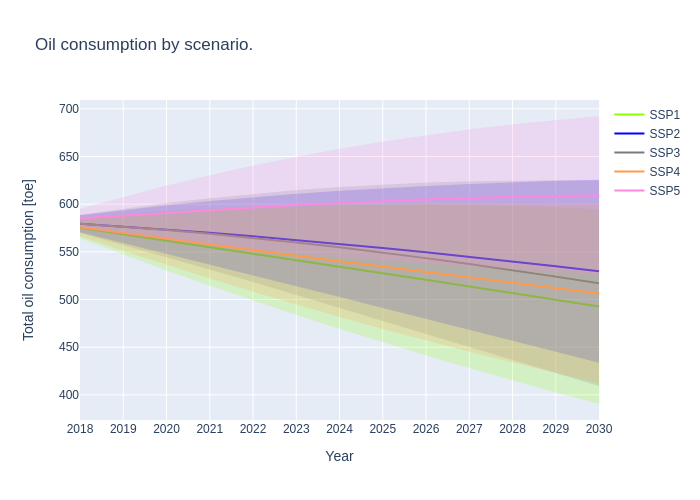 Oil consumption by scenario.
700
650
600
550
500
450
400
Total oil consumption [toe]
2018 2019 2020 2021 2022 2023 2024 2025 2026 2027 2028 2029 2030
Year
SSP1
SSP2
SSP3
SSP4
SSP5